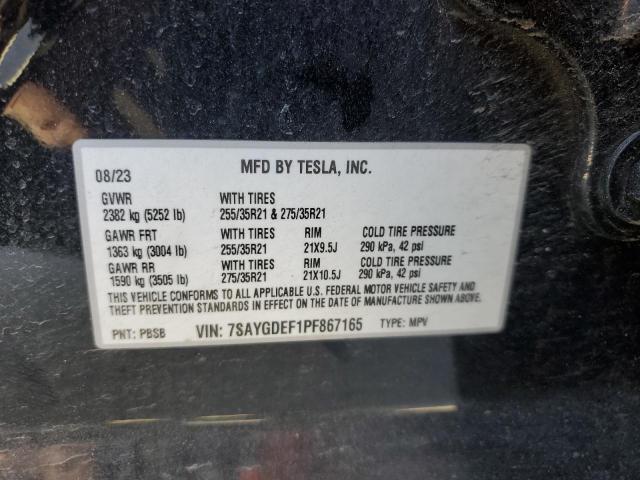 08/23 MFD BY TESLA, INC.
GVWR WITH TIRES
2382 kg (5252 lb) 255/35R21 & 275/35R21
GAWR FRT WITH TIRES RIM COLD TIRE PRESSURE
1363 kg (3004 lb) 255/35R21 21X9.5J 290 kPa, 42 psi
GAWR RR WITH TIRES RIM COLD TIRE PRESSURE
1590 kg (3505 lb) 275/35R21 21X10.5J 290 kPa, 42 psi
THIS VEHICLE CONFORMS TO ALL APPLICABLE U.S. FEDERAL MOTOR VEHICLE SAFETY AND
THEFT PREVENTION STANDARDS IN EFFECT ON THE DATE OF MANUFACTURE SHOWN ABOVE.
PNT: PBSB VIN: 7SAYGDEF1PF867165 TYPE: MPV